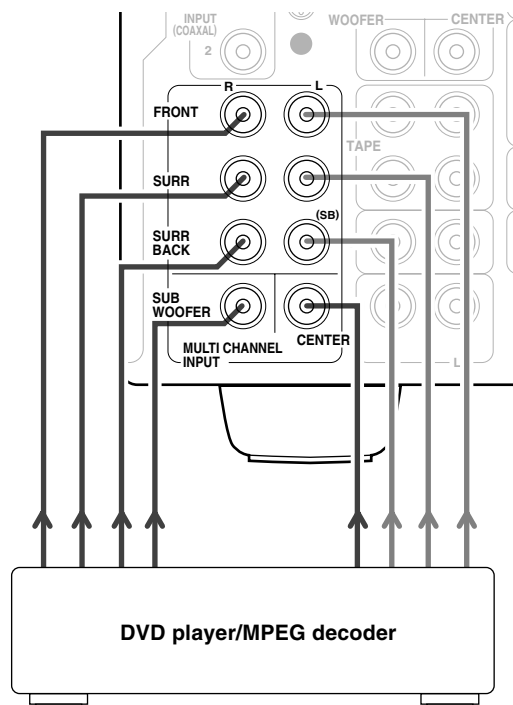 INPUT
(COAXAL)
2
WOOFER
CENTER
R
L
FRONT
TAPE
SURR
(SB)
SURR
BACK
SUB
WOOFER
CENTER
MULTI CHANNEL
INPUT
L
DVD player/MPEG decoder